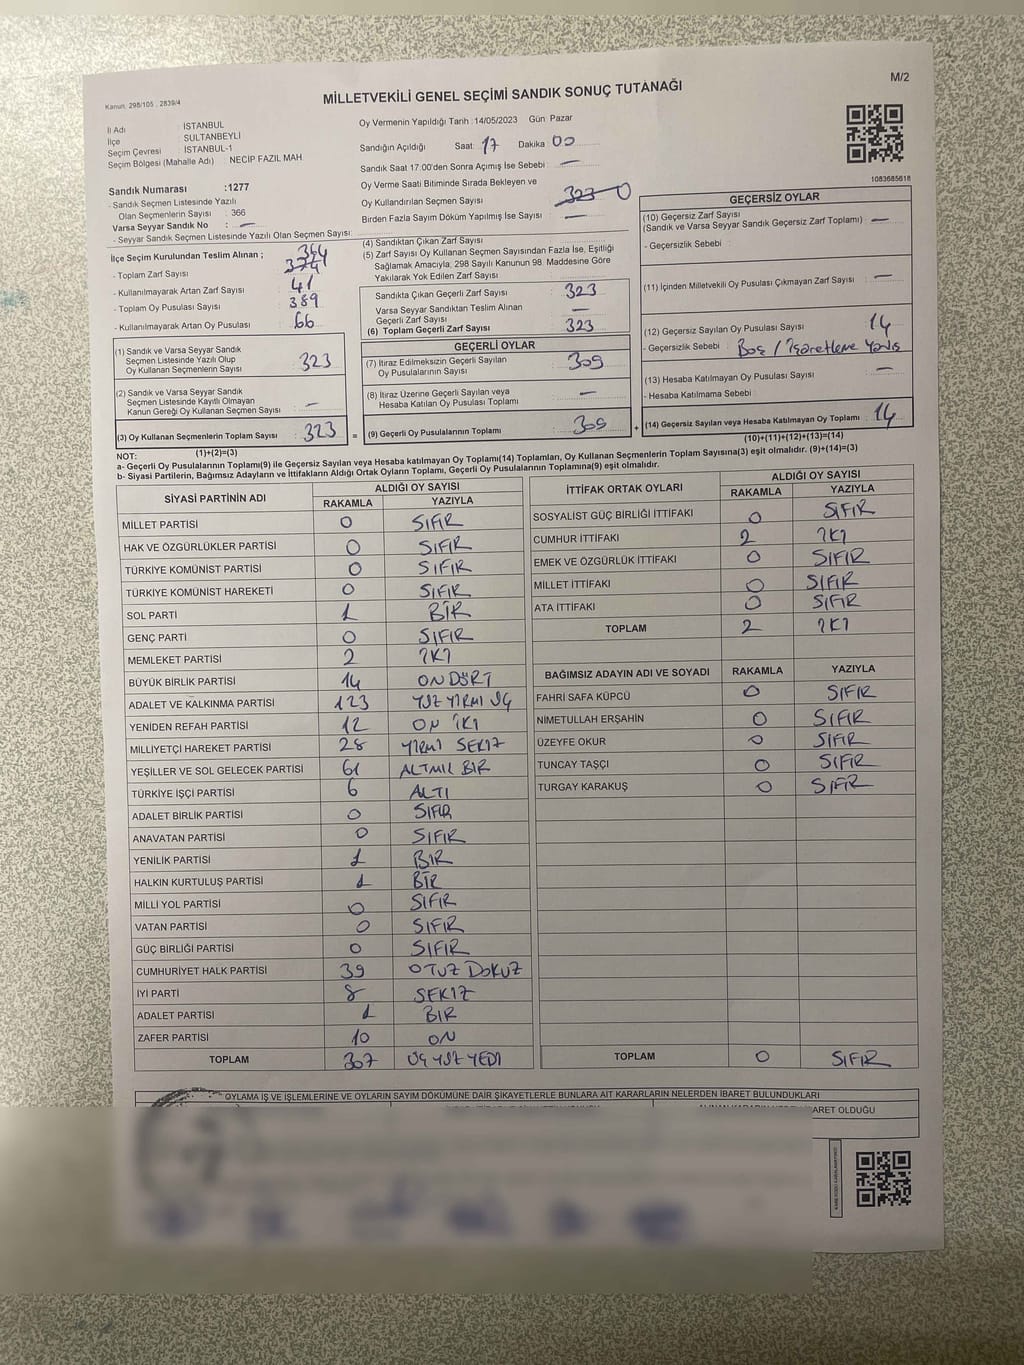 M/2
Kanun, 298/105 , 2839/4
MİLLETVEKİLİ GENEL SEÇİMİ SANDIK SONUÇ TUTANAĞI
İl Adı : İSTANBUL
İlçe : SULTANBEYLİ
Seçim Çevresi : İSTANBUL-1
Seçim Bölgesi (Mahalle Adı) : NECİP FAZIL MAH.
Sandık Numarası :1277
- Sandık Seçmen Listesinde Yazılı
Olan Seçmenlerin Sayısı : 366
Varsa Seyyar Sandık No : —
- Seyyar Sandık Seçmen Listesinde Yazılı Olan Seçmen Sayısı:
İlçe Seçim Kurulundan Teslim Alınan ;
- Toplam Zarf Sayısı : 364
- Kullanılmayarak Artan Zarf Sayısı : 41
- Toplam Oy Pusulası Sayısı : 389
- Kullanılmayarak Artan Oy Pusulası : 66
(1) Sandık ve Varsa Seyyar Sandık
Seçmen Listesinde Yazılı Olup
Oy Kullanan Seçmenlerin Sayısı : 323
(2) Sandık ve Varsa Seyyar Sandık
Seçmen Listesinde Kayıtlı Olmayan
Kanun Gereği Oy Kullanan Seçmen Sayısı : —
(3) Oy Kullanan Seçmenlerin Toplam Sayısı : 323
Oy Vermenin Yapıldığı Tarih :14/05/2023 Gün: Pazar
Sandığın Açıldığı Saat: 17 Dakika: 00
Sandık Saat 17:00'den Sonra Açımış İse Sebebi : —
Oy Verme Saati Bitiminde Sırada Bekleyen ve
Oy Kullandırılan Seçmen Sayısı : 323 0
Birden Fazla Sayım Döküm Yapılmış İse Sayısı : —
(4) Sandıktan Çıkan Zarf Sayısı :
(5) Zarf Sayısı Oy Kullanan Seçmen Sayısından Fazla İse, Eşitliği
Sağlamak Amacıyla, 298 Sayılı Kanunun 98. Maddesine Göre
Yakılarak Yok Edilen Zarf Sayısı :
Sandıkta Çıkan Geçerli Zarf Sayısı : 323
Varsa Seyyar Sandıktan Teslim Alınan
Geçerli Zarf Sayısı : —
(6) Toplam Geçerli Zarf Sayısı : 323
GEÇERLİ OYLAR
(7) İtiraz Edilmeksizin Geçerli Sayılan
Oy Pusulalarının Sayısı : 309
(8) İtiraz Üzerine Geçerli Sayılan veya
Hesaba Katılan Oy Pusulası Toplamı : —
= (9) Geçerli Oy Pusulalarının Toplamı : 309
1083685618
GEÇERSİZ OYLAR
(10) Geçersiz Zarf Sayısı
(Sandık ve Varsa Seyyar Sandık Geçersiz Zarf Toplamı) : —
- Geçersizlik Sebebi :
(11) İçinden Milletvekili Oy Pusulası Çıkmayan Zarf Sayısı : —
(12) Geçersiz Sayılan Oy Pusulası Sayısı : 14
- Geçersizlik Sebebi : Boş / İşaretleme Yanlış
(13) Hesaba Katılmayan Oy Pusulası Sayısı : —
- Hesaba Katılmama Sebebi :
+ (14) Geçersiz Sayılan veya Hesaba Katılmayan Oy Toplamı : 14
NOT: (1)+(2)=(3) (10)+(11)+(12)+(13)=(14)
a- Geçerli Oy Pusulalarının Toplamı(9) ile Geçersiz Sayılan veya Hesaba katılmayan Oy Toplamı(14) Toplamları, Oy Kullanan Seçmenlerin Toplam Sayısına(3) eşit olmalıdır. (9)+(14)=(3)
b- Siyasi Partilerin, Bağımsız Adayların ve İttifakların Aldığı Ortak Oyların Toplamı, Geçerli Oy Pusulalarının Toplamına(9) eşit olmalıdır.
SİYASİ PARTİNİN ADI ALDIĞI OY SAYISI
RAKAMLA YAZIYLA
MİLLET PARTİSİ 0 SIFIR
HAK VE ÖZGÜRLÜKLER PARTİSİ 0 SIFIR
TÜRKİYE KOMÜNİST PARTİSİ 0 SIFIR
TÜRKİYE KOMÜNİST HAREKETİ 0 SIFIR
SOL PARTİ 1 BİR
GENÇ PARTİ 0 SIFIR
MEMLEKET PARTİSİ 2 İKİ
BÜYÜK BİRLİK PARTİSİ 14 ON DÖRT
ADALET VE KALKINMA PARTİSİ 123 YÜZ YİRMİ ÜÇ
YENİDEN REFAH PARTİSİ 12 ON İKİ
MİLLİYETÇİ HAREKET PARTİSİ 28 YİRMİ SEKİZ
YEŞİLLER VE SOL GELECEK PARTİSİ 61 ALTMIŞ BİR
TÜRKİYE İŞÇİ PARTİSİ 6 ALTI
ADALET BİRLİK PARTİSİ 0 SIFIR
ANAVATAN PARTİSİ 0 SIFIR
YENİLİK PARTİSİ 1 BİR
HALKIN KURTULUŞ PARTİSİ 1 BİR
MİLLİ YOL PARTİSİ 0 SIFIR
VATAN PARTİSİ 0 SIFIR
GÜÇ BİRLİĞİ PARTİSİ 0 SIFIR
CUMHURİYET HALK PARTİSİ 39 OTUZ DOKUZ
İYİ PARTİ 8 SEKİZ
ADALET PARTİSİ 1 BİR
ZAFER PARTİSİ 10 ON
TOPLAM 307 ÜÇ YÜZ YEDİ
İTTİFAK ORTAK OYLARI ALDIĞI OY SAYISI
RAKAMLA YAZIYLA
SOSYALİST GÜÇ BİRLİĞİ İTTİFAKI 0 SIFIR
CUMHUR İTTİFAKI 2 İKİ
EMEK VE ÖZGÜRLÜK İTTİFAKI 0 SIFIR
MİLLET İTTİFAKI 0 SIFIR
ATA İTTİFAKI 0 SIFIR
TOPLAM 2 İKİ
BAĞIMSIZ ADAYIN ADI VE SOYADI RAKAMLA YAZIYLA
FAHRİ SAFA KÜPCÜ 0 SIFIR
NİMETULLAH ERŞAHİN 0 SIFIR
ÜZEYFE OKUR 0 SIFIR
TUNCAY TAŞÇI 0 SIFIR
TURGAY KARAKUŞ 0 SIFIR
TOPLAM 0 SIFIR
OYLAMA İŞ VE İŞLEMLERİNE VE OYLARIN SAYIM DÖKÜMÜNE DAİR ŞİKAYETLERLE BUNLARA AİT KARARLARIN NELERDEN İBARET BULUNDUKLARI
İBARET OLDUĞU